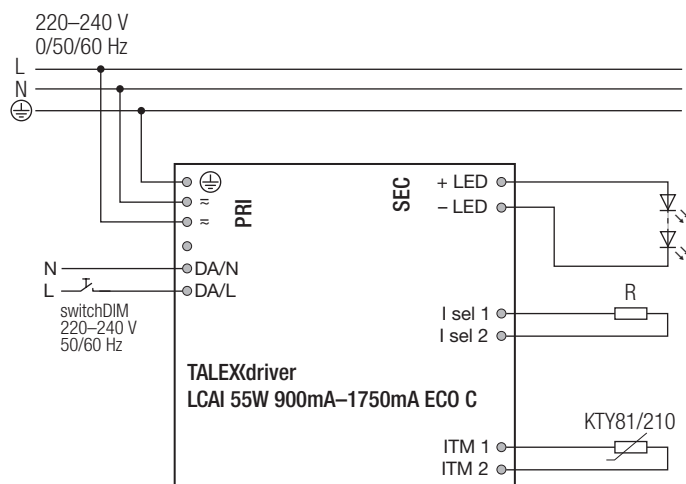 220–240 V
0/50/60 Hz
L
N
+ LED
– LED
PRI
SEC
≂
≂
N
DA/N
L
DA/L
switchDIM
220–240 V
50/60 Hz
I sel 1
R
I sel 2
TALEXXdriver
LCAI 55W 900mA–1750mA ECO C
KTY81/210
ITM 1
ITM 2